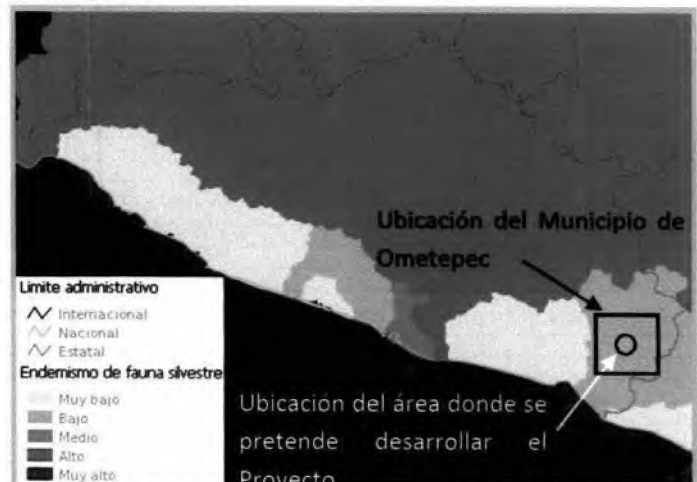 Ubicación del Municipio de
Ometepec
Limite administrativo
Internacional
Nacional
Estatal
Endemismo de fauna silvestre
Muy bajo
Bajo
Medio
Alto
Muy alto
Ubicación del área donde se
pretende desarrollar el
Proyecto